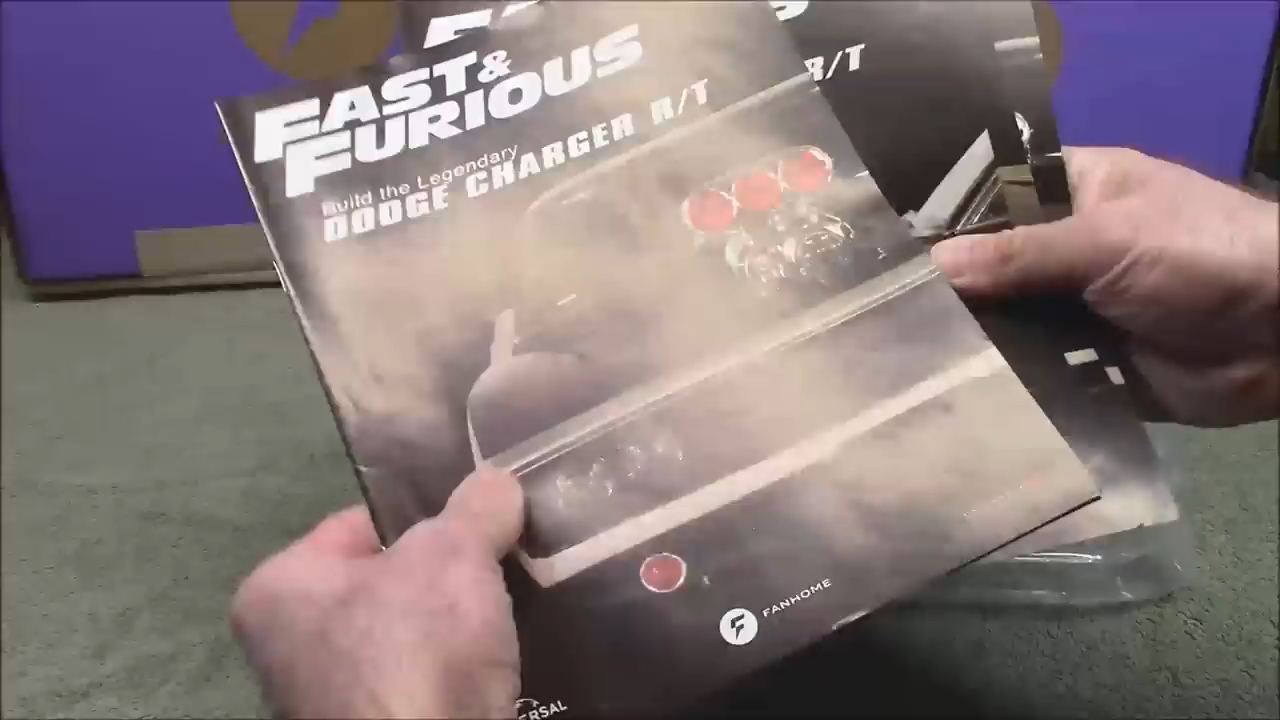 FAST &
FURIOUS
Build the Legendary
DODGE CHARGER R/T
R/T
FANHOME